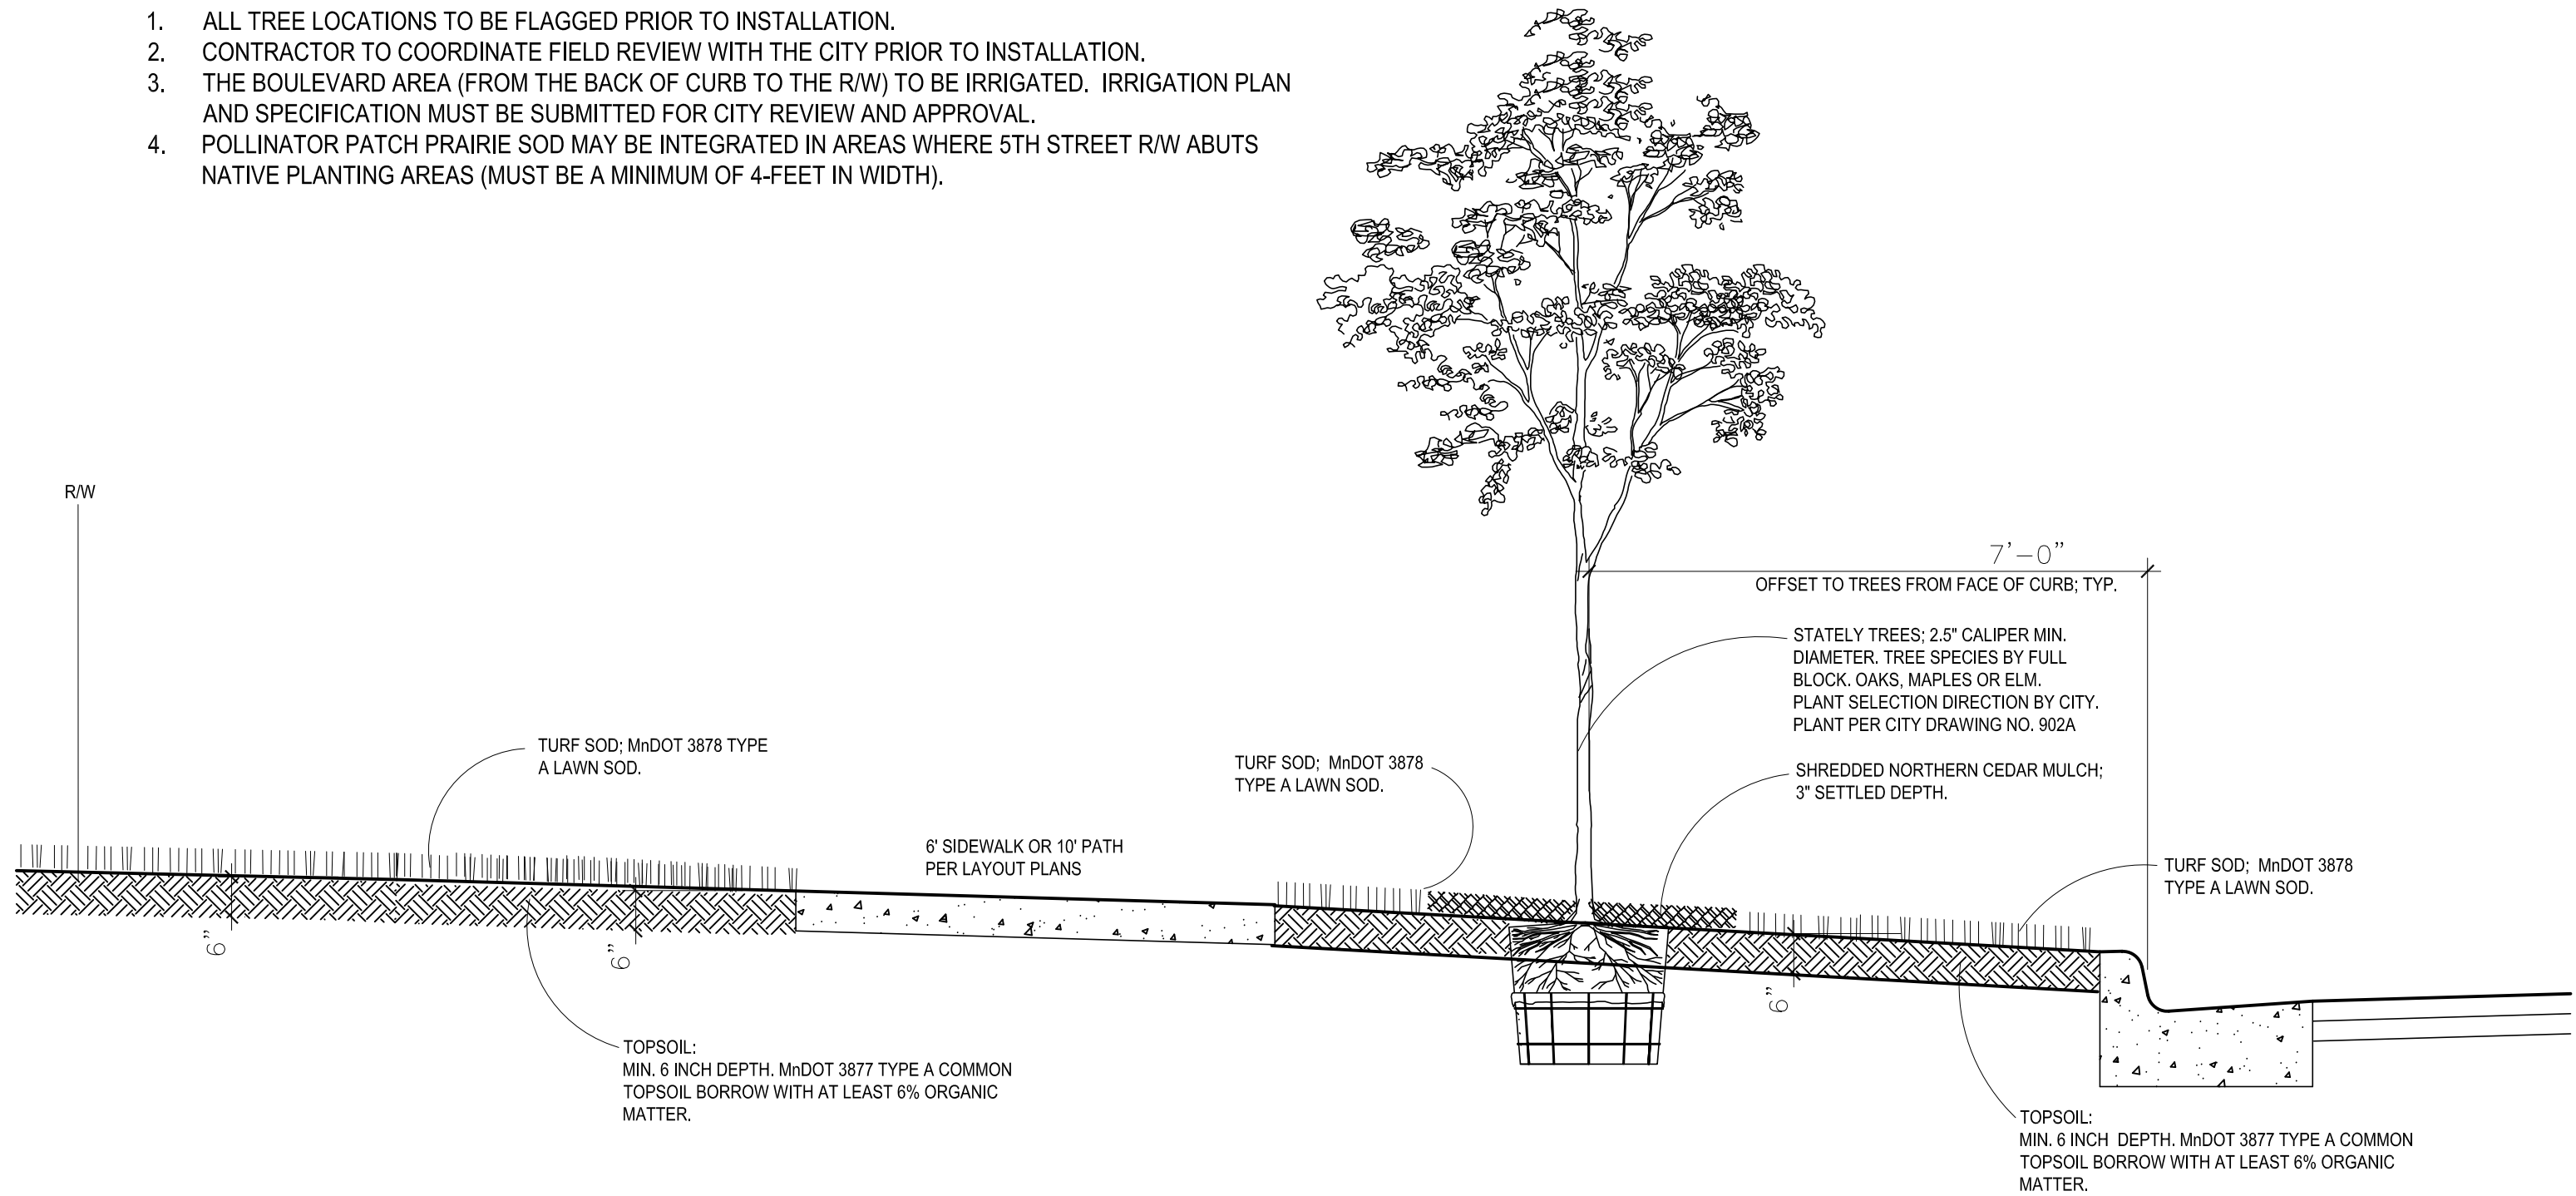 1. ALL TREE LOCATIONS TO BE FLAGGED PRIOR TO INSTALLATION.
2. CONTRACTOR TO COORDINATE FIELD REVIEW WITH THE CITY PRIOR TO INSTALLATION.
3. THE BOULEVARD AREA (FROM THE BACK OF CURB TO THE R/W) TO BE IRRIGATED. IRRIGATION PLAN
AND SPECIFICATION MUST BE SUBMITTED FOR CITY REVIEW AND APPROVAL.
4. POLLINATOR PATCH PRAIRIE SOD MAY BE INTEGRATED IN AREAS WHERE 5TH STREET R/W ABUTS
NATIVE PLANTING AREAS (MUST BE A MINIMUM OF 4-FEET IN WIDTH).
R/W
7'-0"
OFFSET TO TREES FROM FACE OF CURB; TYP.
STATELY TREES; 2.5" CALIPER MIN.
DIAMETER. TREE SPECIES BY FULL
BLOCK. OAKS, MAPLES OR ELM.
PLANT SELECTION DIRECTION BY CITY.
PLANT PER CITY DRAWING NO. 902A
TURF SOD; MnDOT 3878 TYPE
A LAWN SOD.
TURF SOD; MnDOT 3878
TYPE A LAWN SOD.
SHREDDED NORTHERN CEDAR MULCH;
3" SETTLED DEPTH.
6' SIDEWALK OR 10' PATH
PER LAYOUT PLANS
TURF SOD; MnDOT 3878
TYPE A LAWN SOD.
6"
6"
6"
TOPSOIL:
MIN. 6 INCH DEPTH. MnDOT 3877 TYPE A COMMON
TOPSOIL BORROW WITH AT LEAST 6% ORGANIC
MATTER.
TOPSOIL:
MIN. 6 INCH DEPTH. MnDOT 3877 TYPE A COMMON
TOPSOIL BORROW WITH AT LEAST 6% ORGANIC
MATTER.